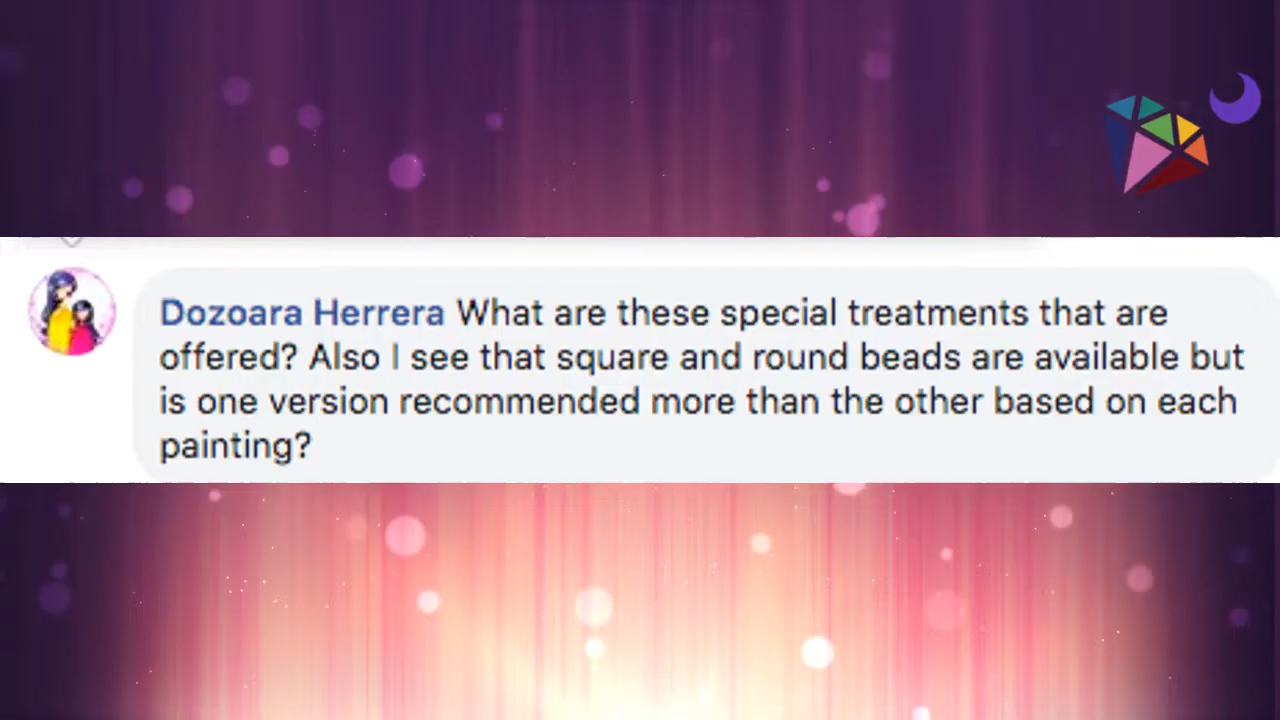 Dozoara Herrera What are these special treatments that are
offered? Also I see that square and round beads are available but
is one version recommended more than the other based on each
painting?